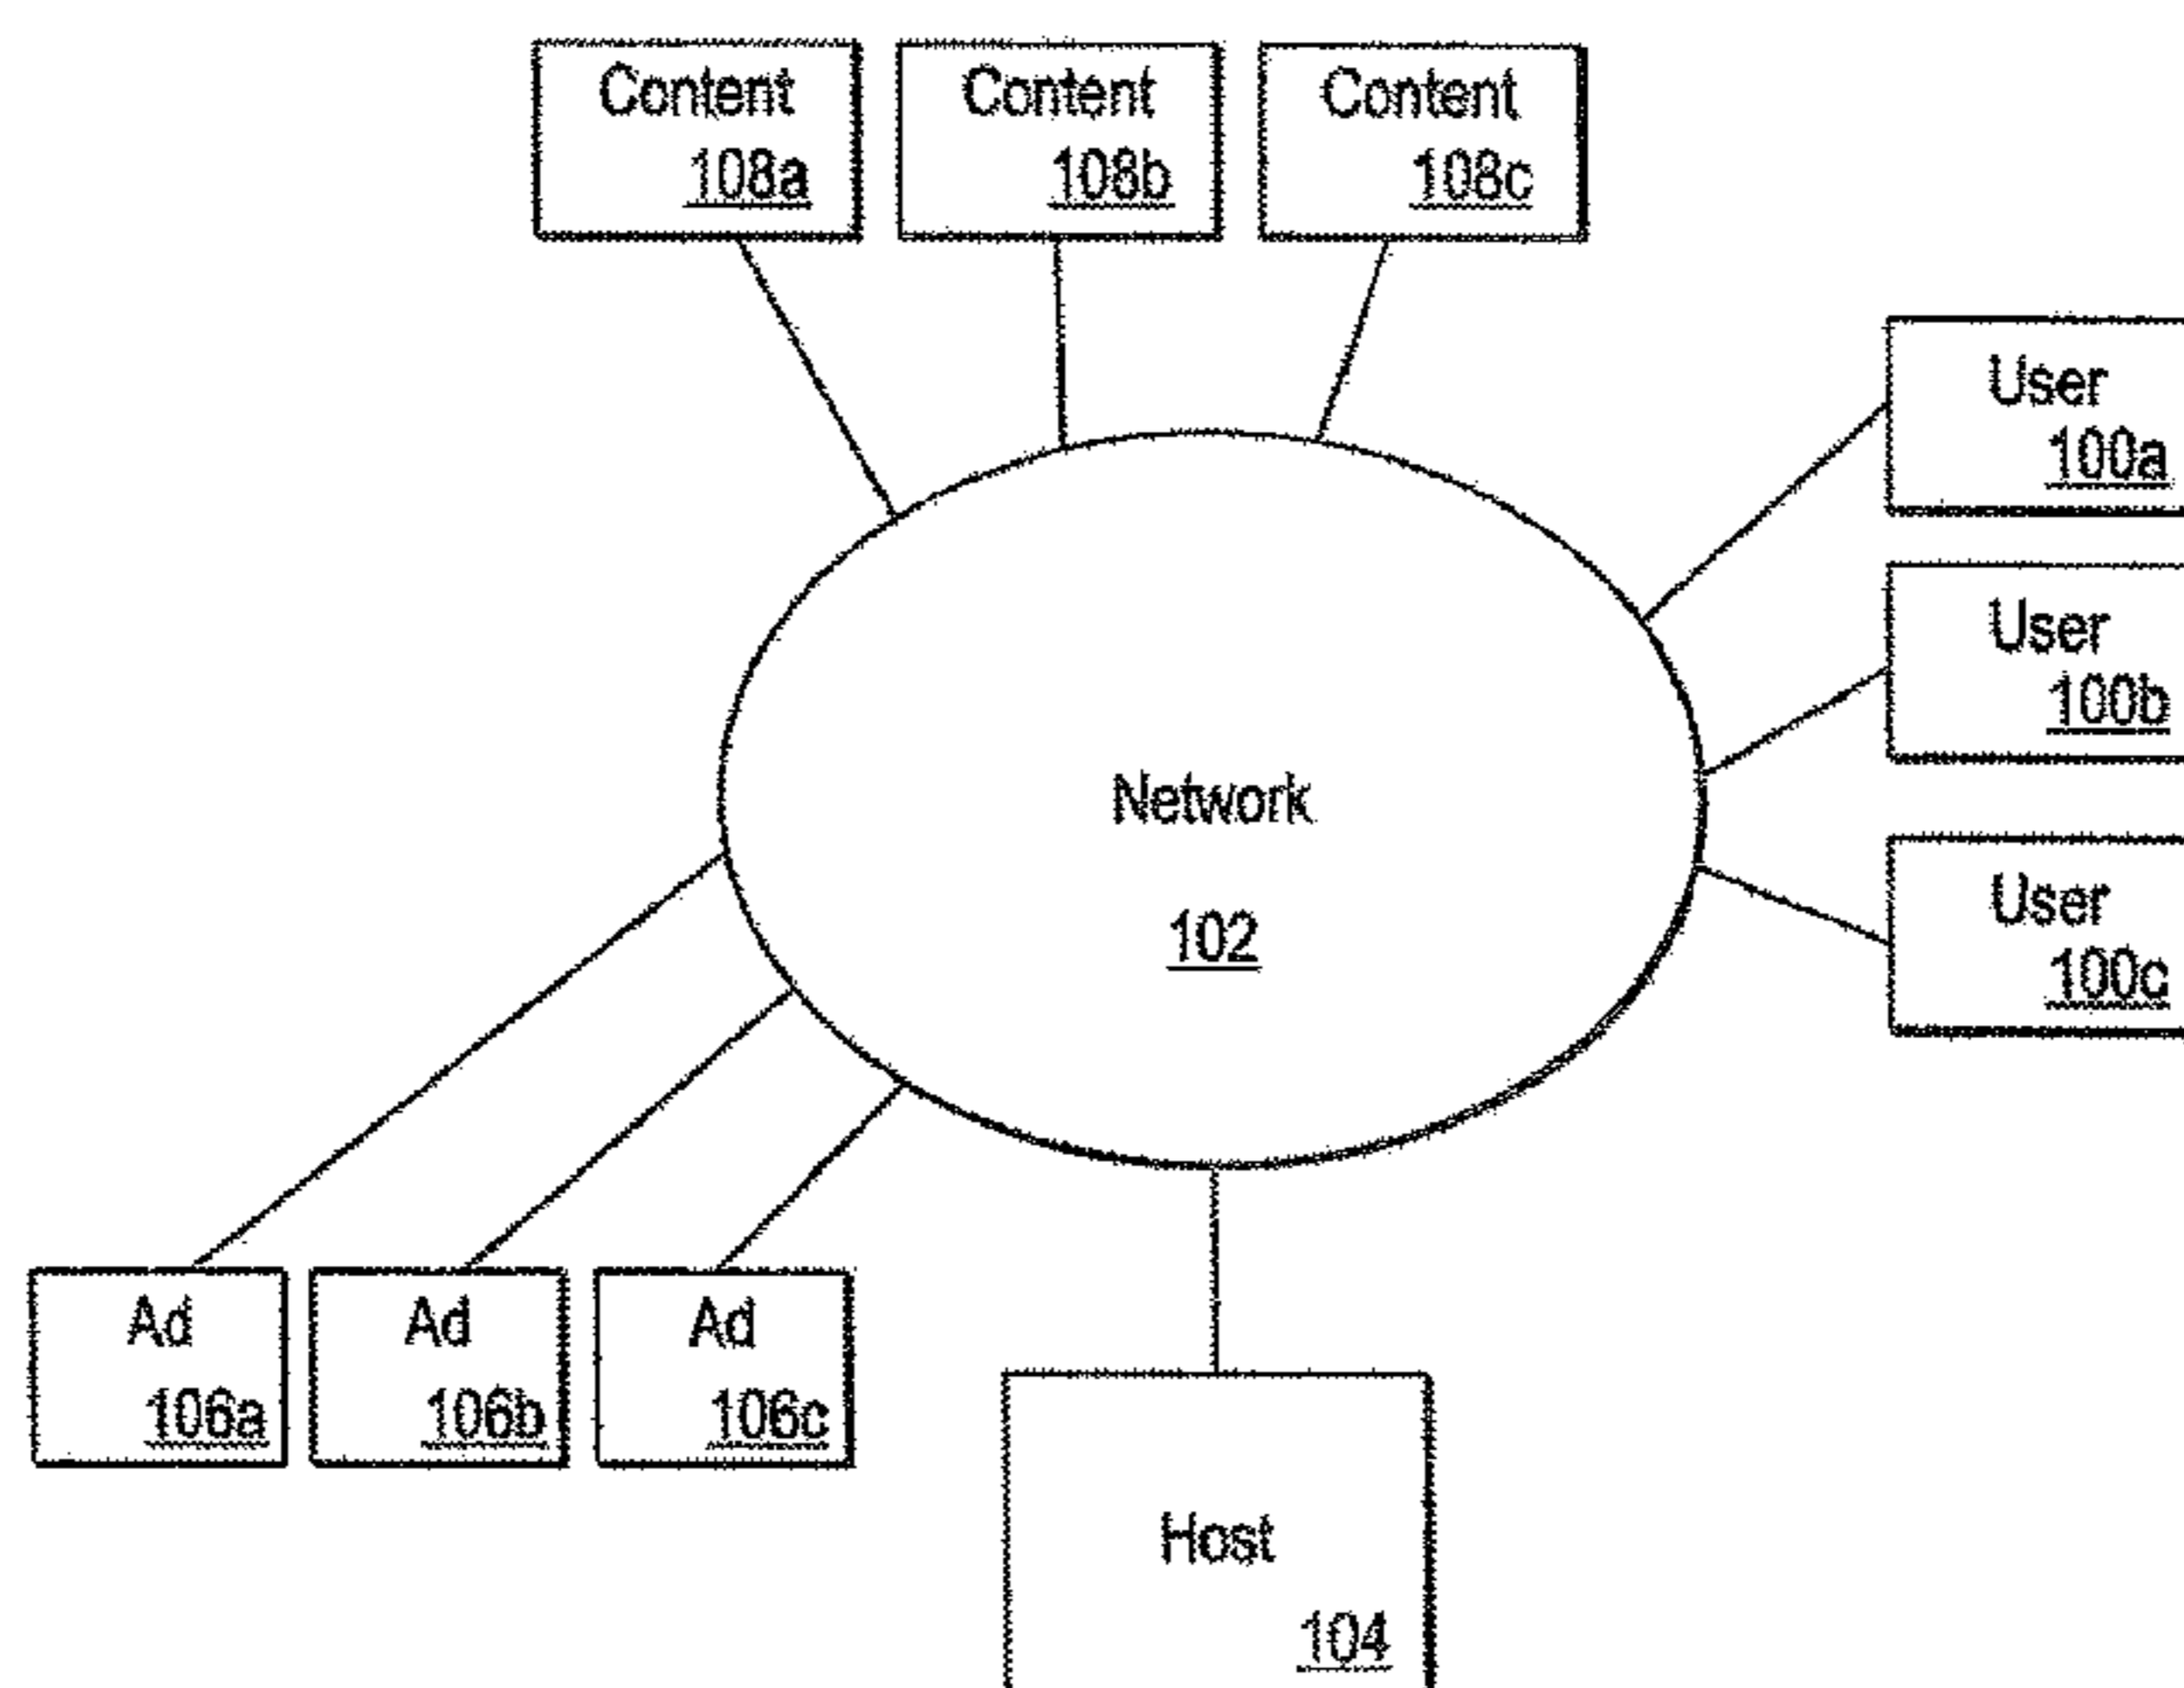 Content
108a
Content
108b
Content
108c
User
100a
User
100b
User
100c
Network
102
Ad
106a
Ad
106b
Ad
106c
Host
104